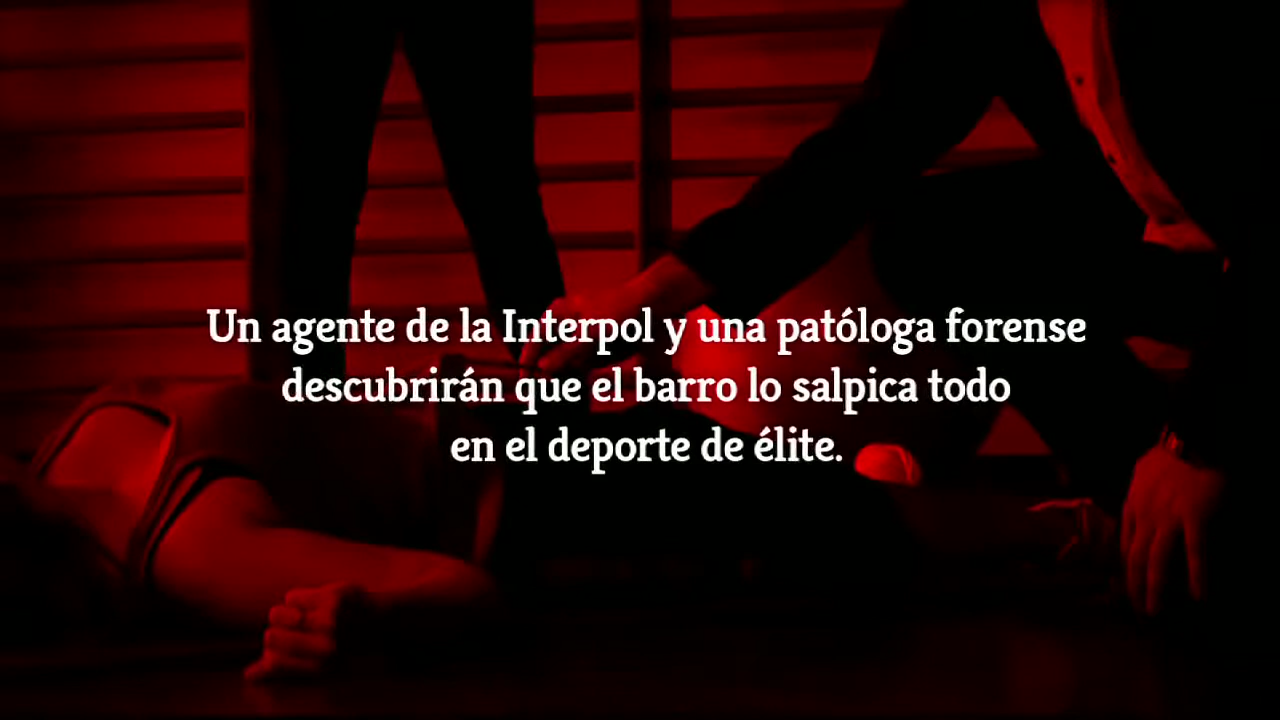 Un agente de la Interpol y una patóloga forense
descubrirán que el barro lo salpica todo
en el deporte de élite.